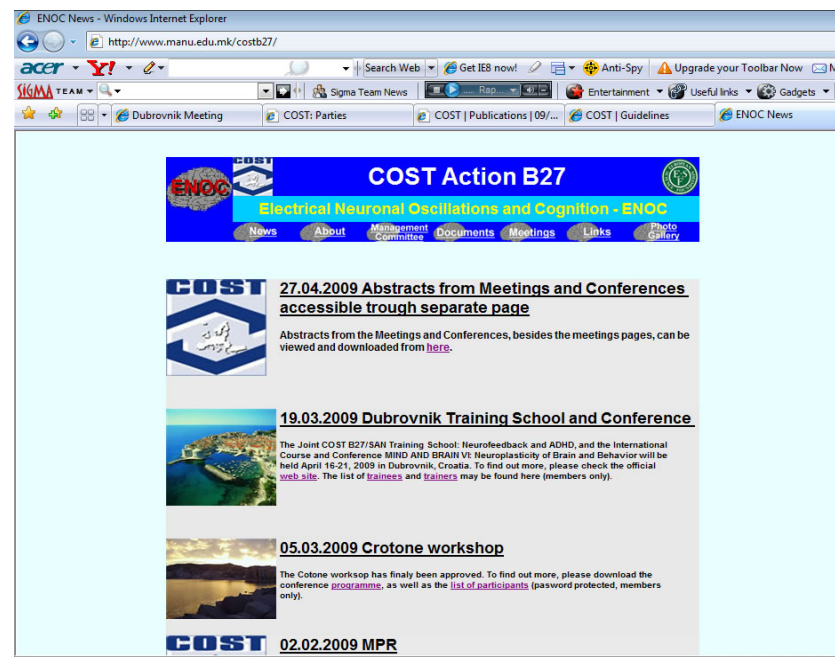 ENOC News - Windows Internet Explorer
http://www.manu.edu.mk/costb27/
acer Y! Search Web Get IE8 now! Anti-Spy Upgrade your Toolbar Now M
SIGMA TEAM Sigma Team News ..... Rap... Entertainment Useful links Gadgets
Dubrovnik Meeting COST: Parties COST | Publications | 09/... COST | Guidelines ENOC News
ENOC COST COST Action B27
Electrical Neuronal Oscillations and Cognition - ENOC
News About Management Committee Documents Meetings Links Photo Gallery
COST
27.04.2009 Abstracts from Meetings and Conferences
accessible trough separate page
Abstracts from the Meetings and Conferences, besides the meetings pages, can be
viewed and downloaded from here.
19.03.2009 Dubrovnik Training School and Conference
The Joint COST B27/SAN Training School: Neurofeedback and ADHD, and the International
Course and Conference MIND AND BRAIN VI: Neuroplasticity of Brain and Behavior will be
held April 16-21, 2009 in Dubrovnik, Croatia. To find out more, please check the official
web site. The list of trainees and trainers may be found here (members only).
05.03.2009 Crotone workshop
The Cotone worksop has finaly been approved. To find out more, please download the
conference programme, as well as the list of participants (pasword protected, members
only).
COST 02.02.2009 MPR